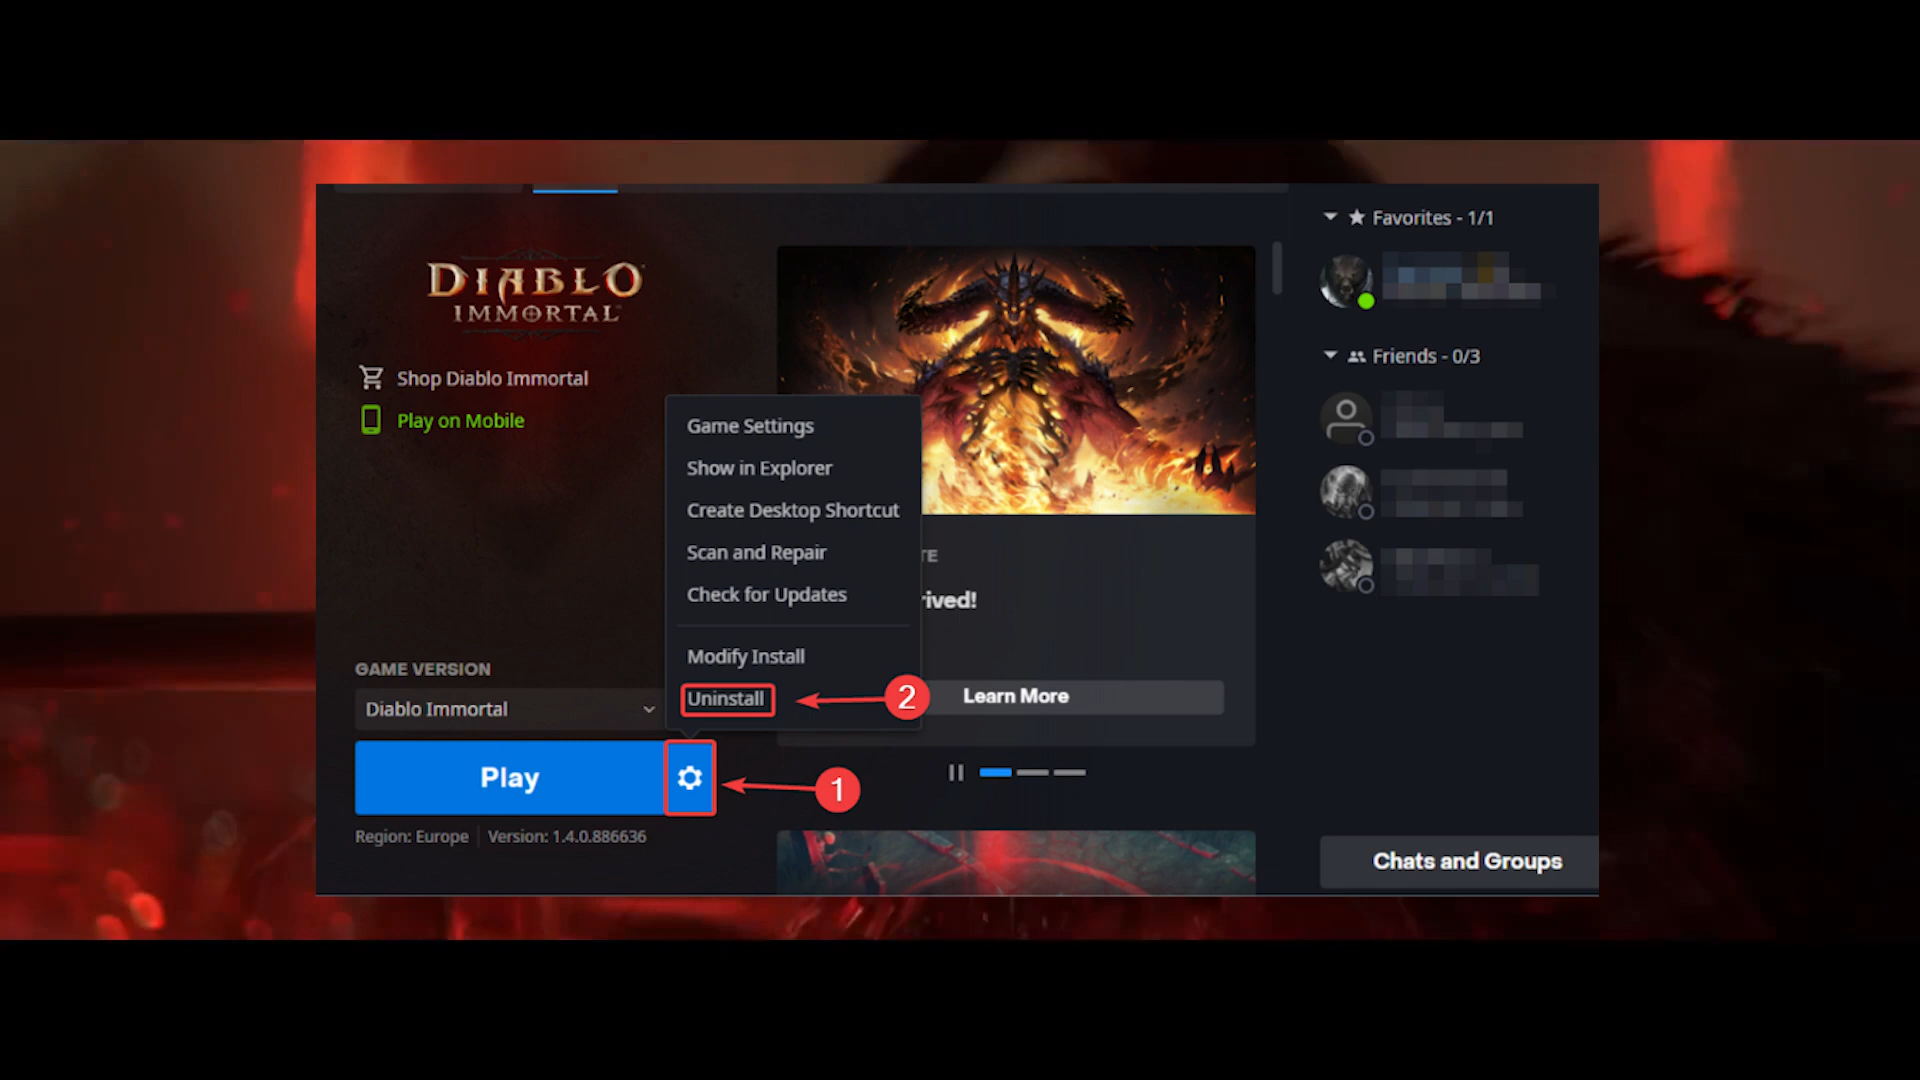 DIABLO
IMMORTAL
Shop Diablo Immortal
Play on Mobile
GAME VERSION
Diablo Immortal
Play
Region: Europe
Version: 1.4.0.886636
Game Settings
Show in Explorer
Create Desktop Shortcut
Scan and Repair
Check for Updates
Modify Install
Uninstall
2
1
TE
rived!
Learn More
Favorites - 1/1
Friends - 0/3
Chats and Groups